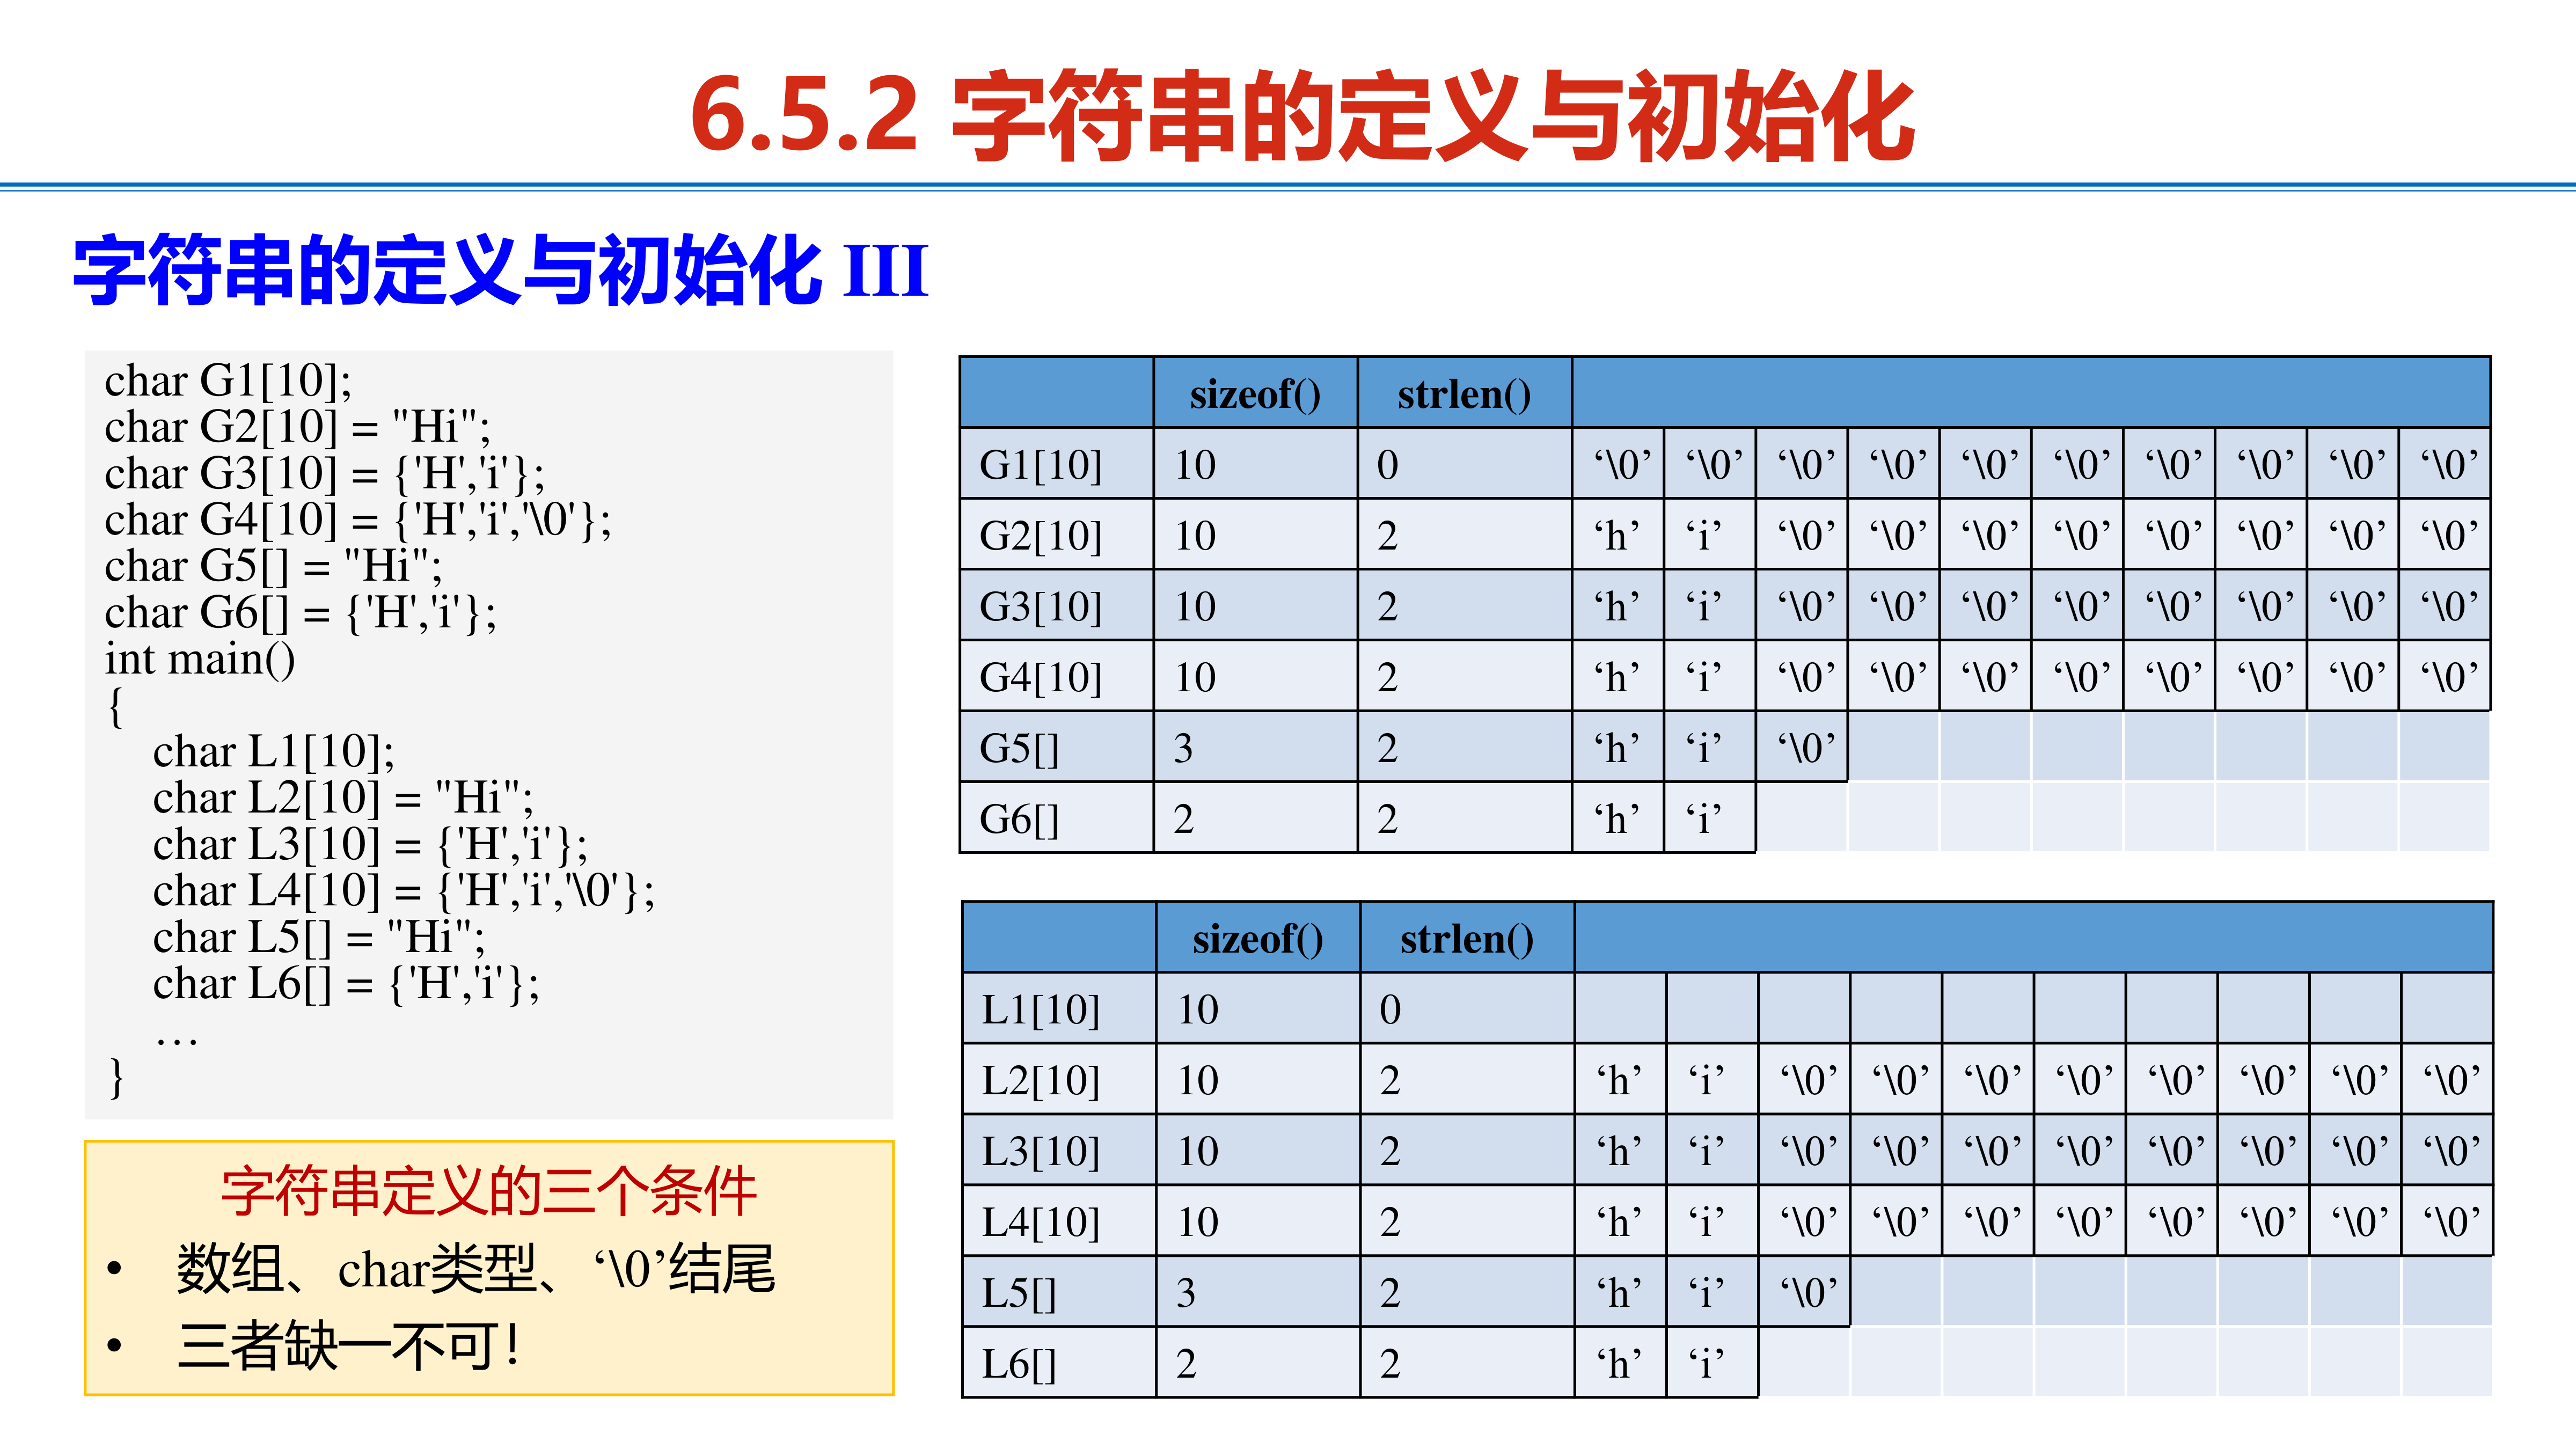 6.5.2 字符串的定义与初始化
字符串的定义与初始化 III
char G1[10];
char G2[10] = "Hi";
char G3[10] = {'H','i'};
char G4[10] = {'H','i','\0'};
char G5[] = "Hi";
char G6[] = {'H','i'};
int main()
{
char L1[10];
char L2[10] = "Hi";
char L3[10] = {'H','i'};
char L4[10] = {'H','i','\0'};
char L5[] = "Hi";
char L6[] = {'H','i'};
…
}
字符串定义的三个条件
• 数组、char类型、‘\0’结尾
• 三者缺一不可！
sizeof() strlen()
G1[10] 10 0 ‘\0’ ‘\0’ ‘\0’ ‘\0’ ‘\0’ ‘\0’ ‘\0’ ‘\0’ ‘\0’ ‘\0’
G2[10] 10 2 ‘h’ ‘i’ ‘\0’ ‘\0’ ‘\0’ ‘\0’ ‘\0’ ‘\0’ ‘\0’ ‘\0’
G3[10] 10 2 ‘h’ ‘i’ ‘\0’ ‘\0’ ‘\0’ ‘\0’ ‘\0’ ‘\0’ ‘\0’ ‘\0’
G4[10] 10 2 ‘h’ ‘i’ ‘\0’ ‘\0’ ‘\0’ ‘\0’ ‘\0’ ‘\0’ ‘\0’ ‘\0’
G5[] 3 2 ‘h’ ‘i’ ‘\0’
G6[] 2 2 ‘h’ ‘i’
sizeof() strlen()
L1[10] 10 0
L2[10] 10 2 ‘h’ ‘i’ ‘\0’ ‘\0’ ‘\0’ ‘\0’ ‘\0’ ‘\0’ ‘\0’ ‘\0’
L3[10] 10 2 ‘h’ ‘i’ ‘\0’ ‘\0’ ‘\0’ ‘\0’ ‘\0’ ‘\0’ ‘\0’ ‘\0’
L4[10] 10 2 ‘h’ ‘i’ ‘\0’ ‘\0’ ‘\0’ ‘\0’ ‘\0’ ‘\0’ ‘\0’ ‘\0’
L5[] 3 2 ‘h’ ‘i’ ‘\0’
L6[] 2 2 ‘h’ ‘i’